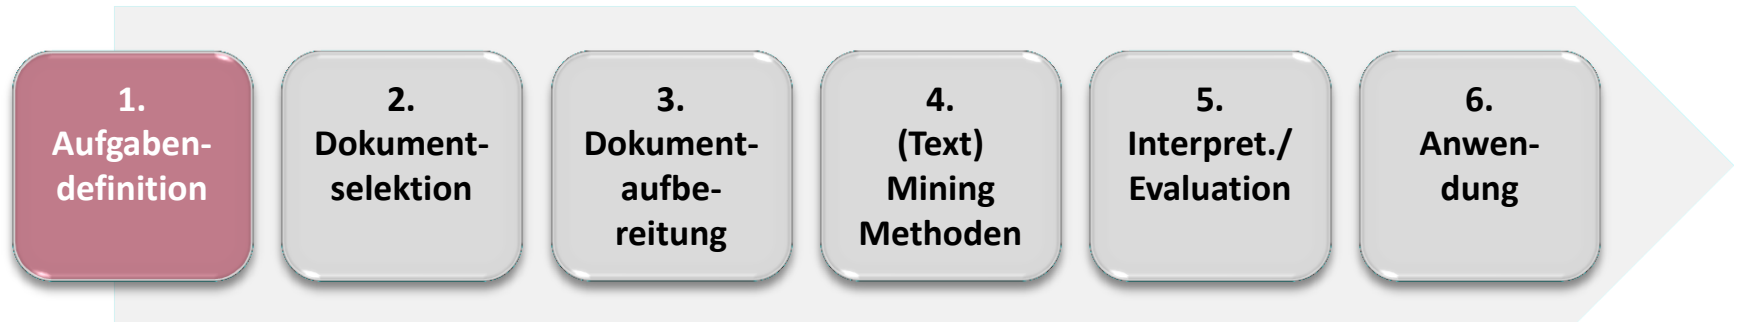 1.
Aufgaben-
definition
2.
Dokument-
selektion
3.
Dokument-
aufbe-
reitung
4.
(Text)
Mining
Methoden
5.
Interpret./
Evaluation
6.
Anwen-
dung